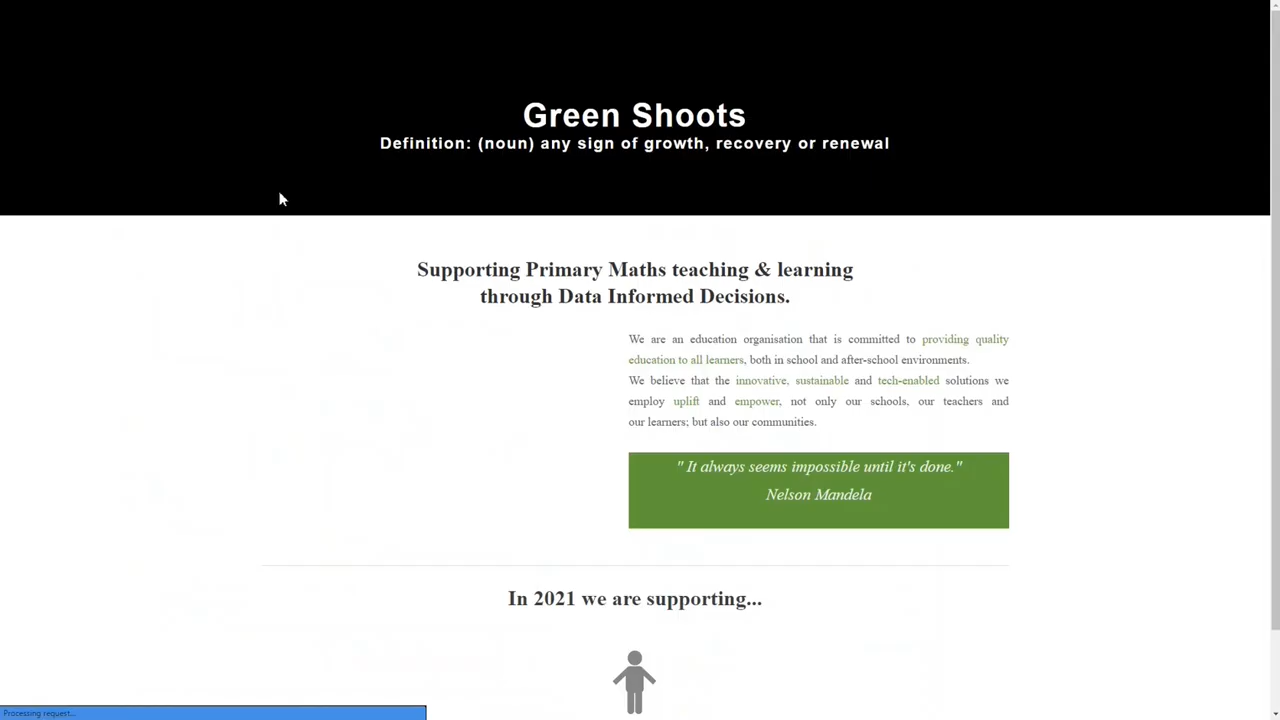 Green Shoots
Definition: (noun) any sign of growth, recovery or renewal
Supporting Primary Maths teaching & learning
through Data Informed Decisions.
We are an education organisation that is committed to providing quality
education to all learners, both in school and after-school environments.
We believe that the innovative, sustainable and tech-enabled solutions we
employ uplift and empower, not only our schools, our teachers and
our learners; but also our communities.
" It always seems impossible until it's done."
Nelson Mandela
In 2021 we are supporting...
Processing request...